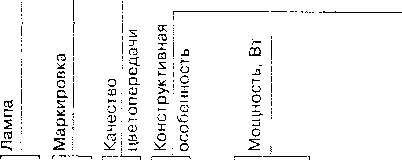 Лампа
Маркировка
Качество
цветопередачи
Конструктивная
особенность
Мощность, Вт